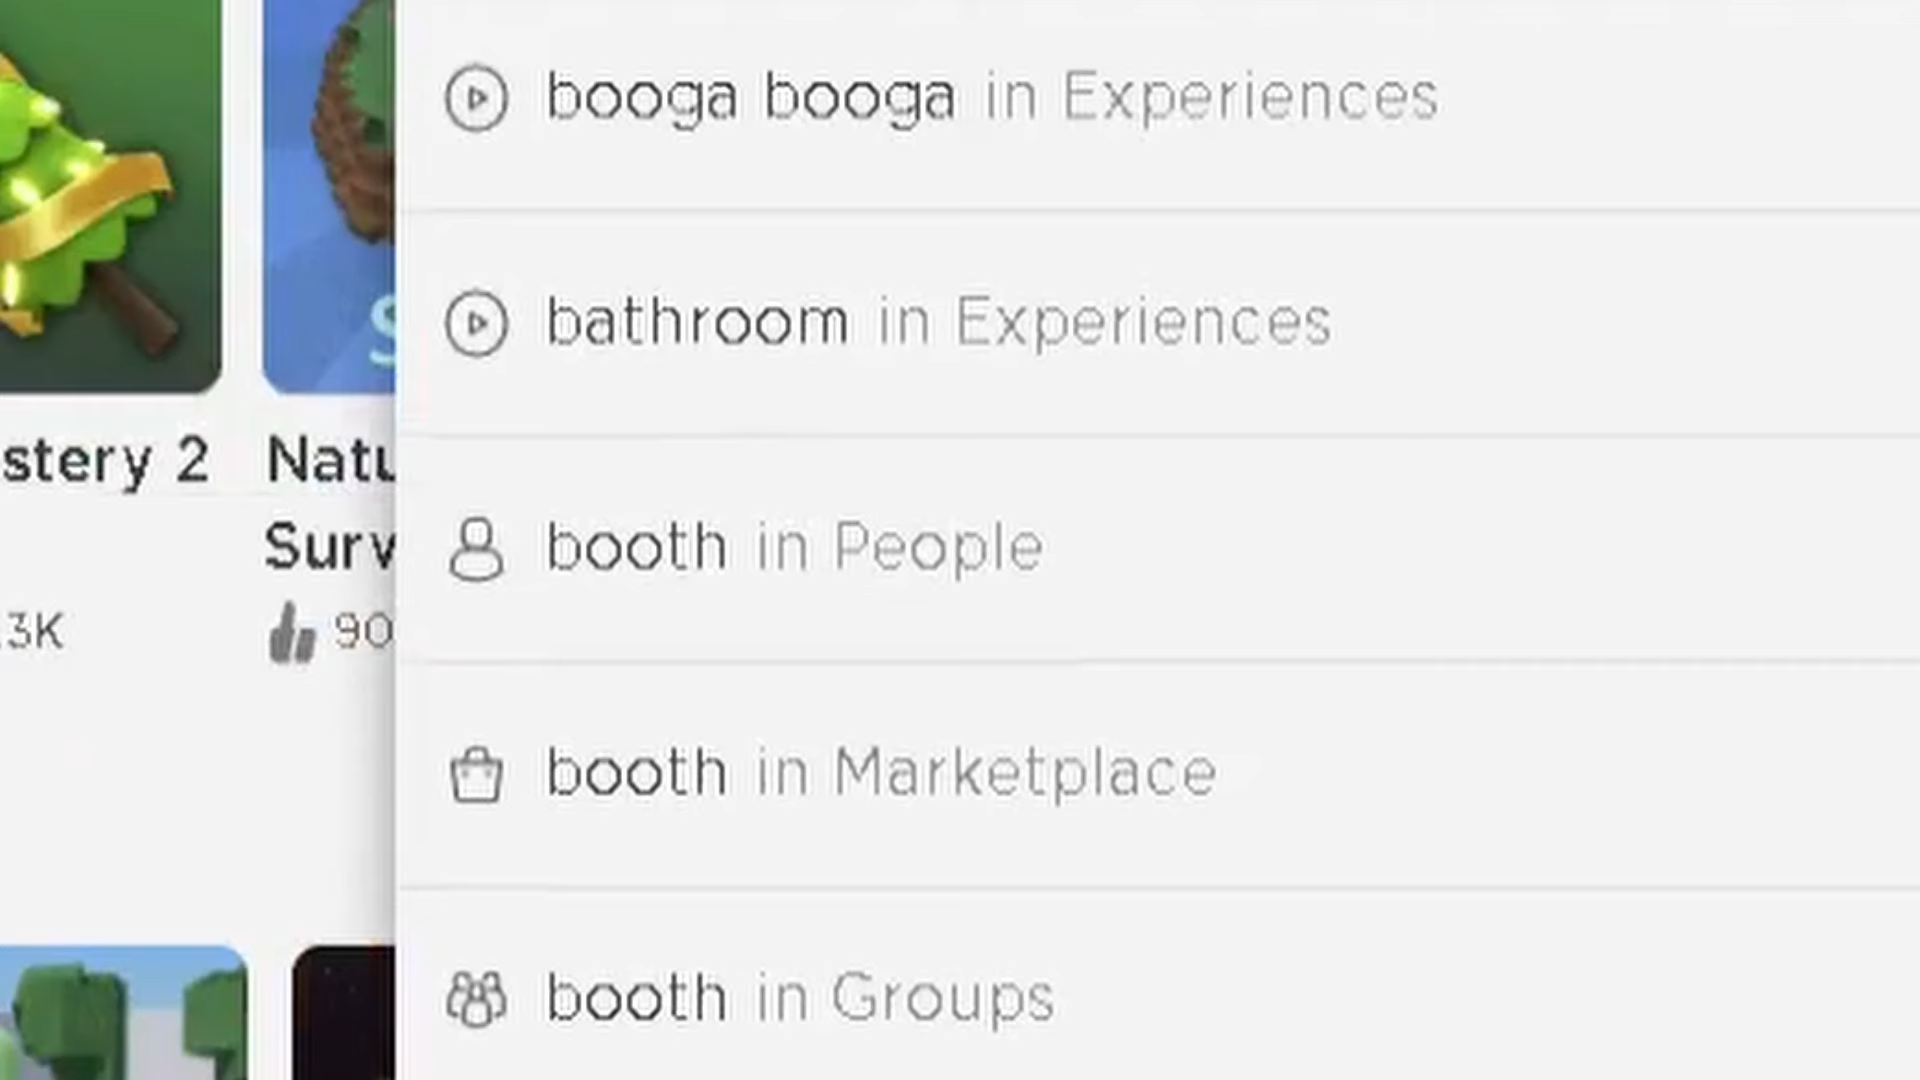 booga booga in Experiences
bathroom in Experiences
stery 2
Natu
Surv
3K
90
booth in People
booth in Marketplace
booth in Groups